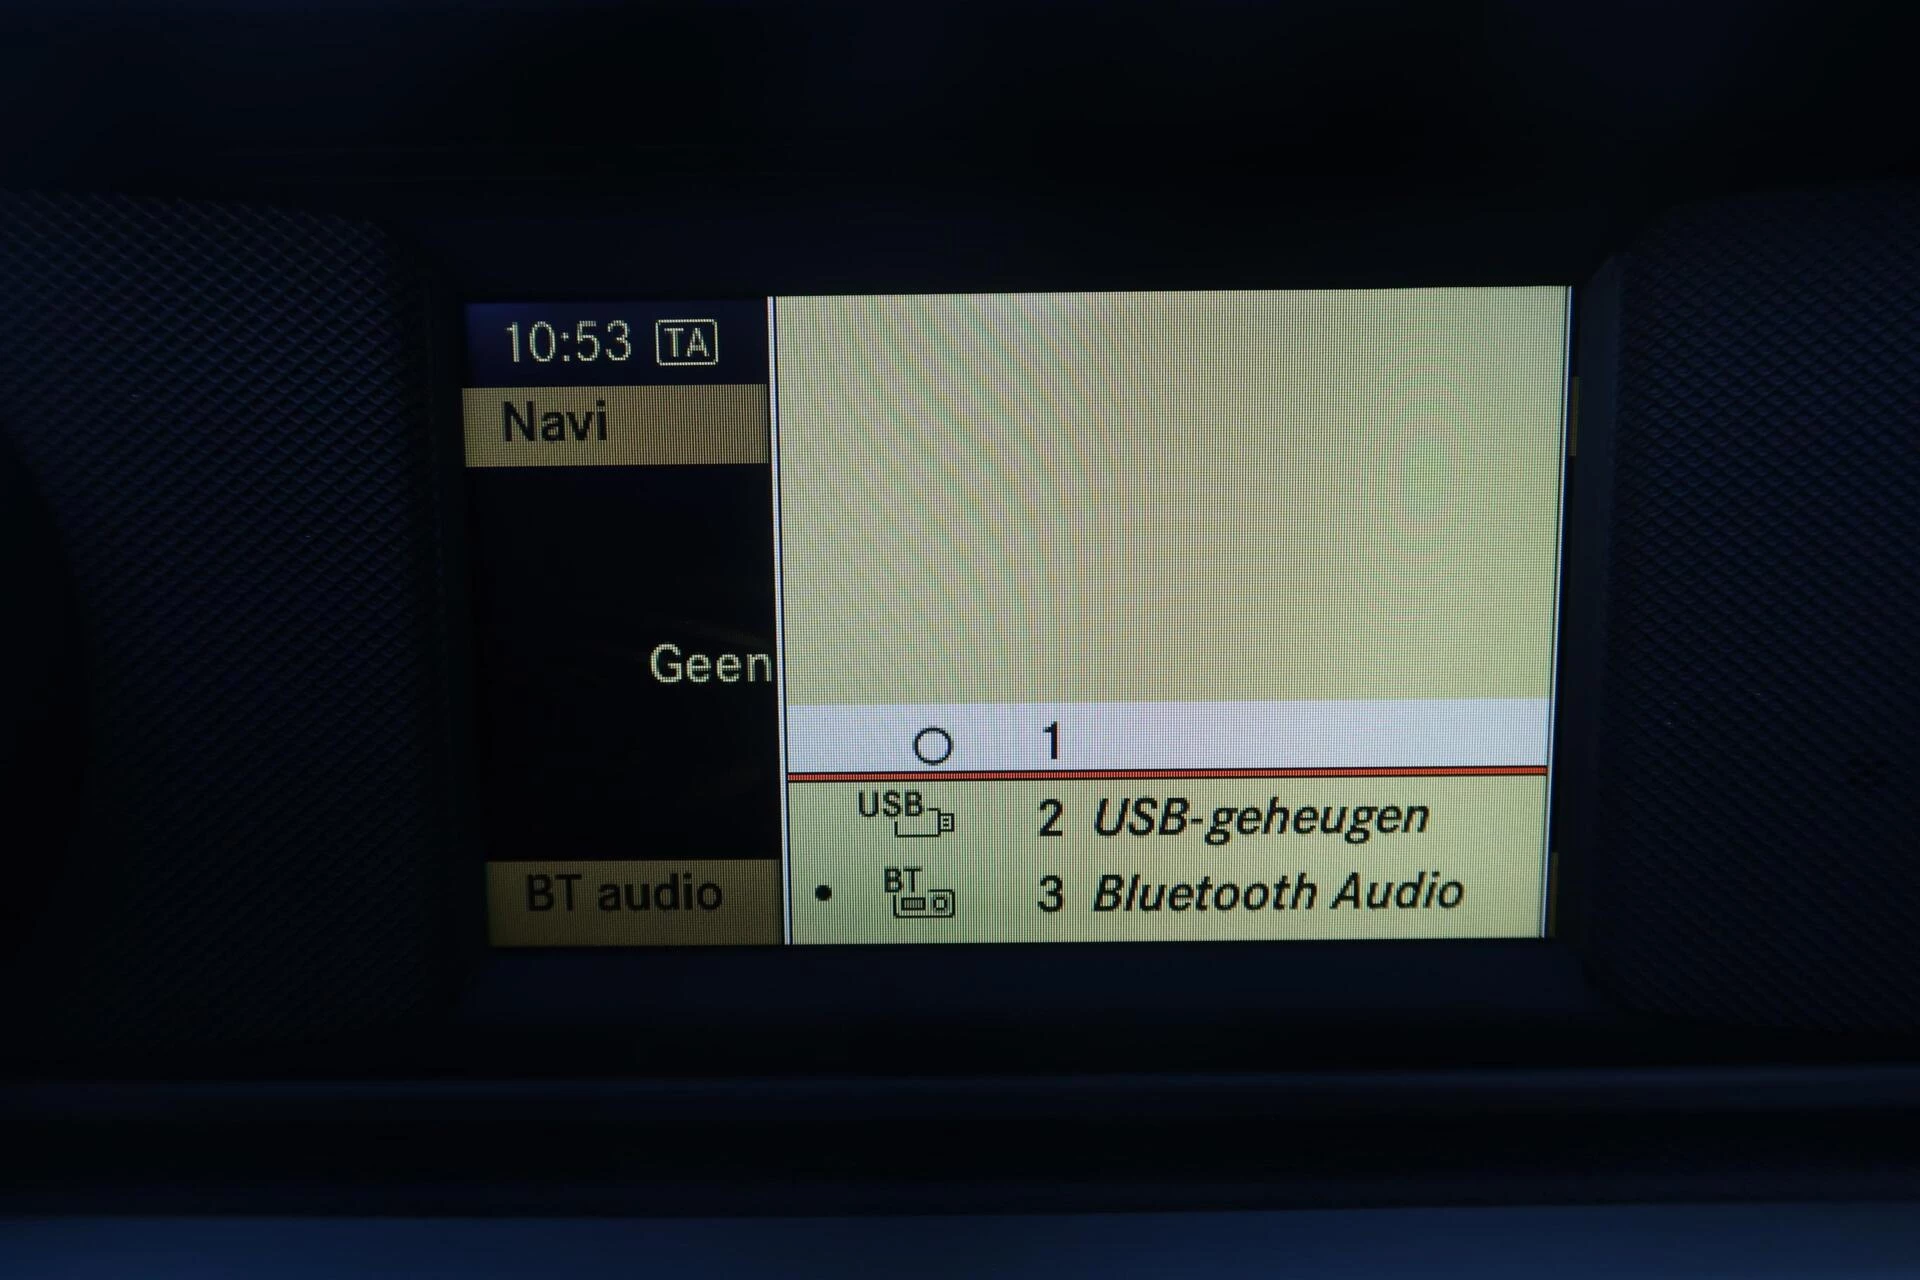 10:53 TA
Navi
Geen
1
USB 2 USB-geheugen
BT 3 Bluetooth Audio
BT audio